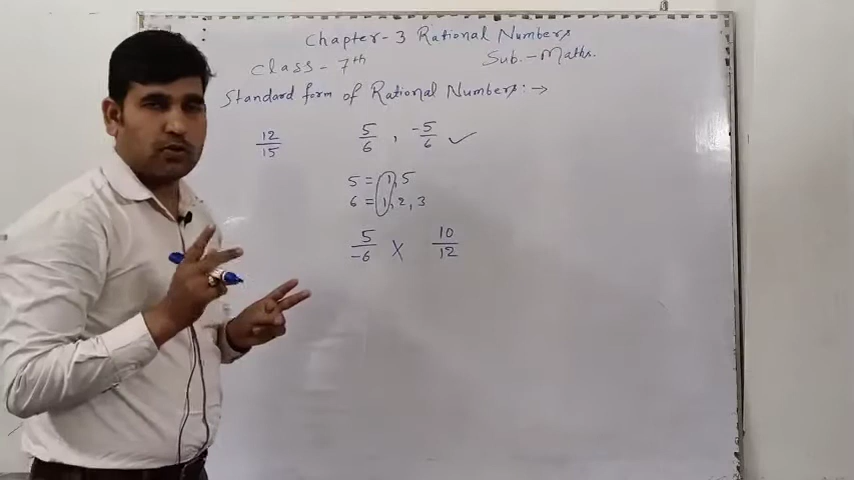 Chapter-3 Rational Numbers
Class-7th Sub.-Maths.
Standard form of Rational Numbers:→
12/15 5/6 , -5/6 ✓
5 = 1, 5
6 = 1, 2, 3
5/-6 X 10/12